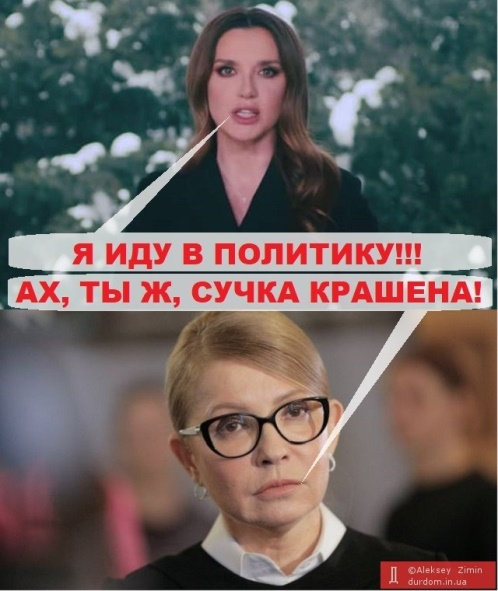 Я ИДУ В ПОЛИТИКУ!!!
АХ, ТЫ Ж, СУЧКА КРАШЕНА!
Д ©Aleksey Zimin
durdom.in.ua